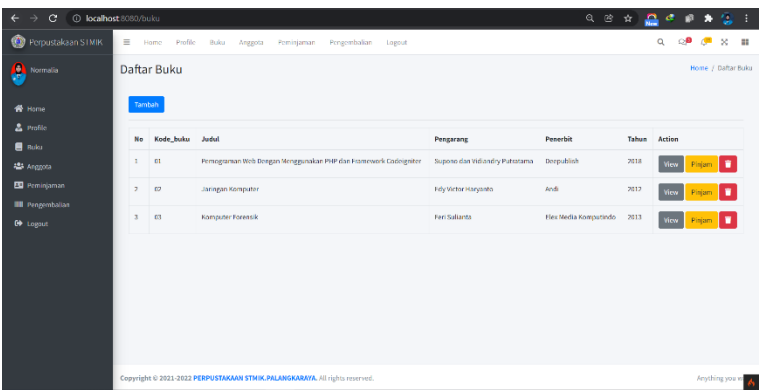 localhost:8080/buku
New
Perpustakaan STMIK
Home Profile Buku Anggota Peminjaman Pengembalian Logout
Normalia
Daftar Buku
Home / Daftar Buku
Home
Profile
Buku
Anggota
Peminjaman
Pengembalian
Logout
Tambah
No Kode_buku Judul Pengarang Penerbit Tahun Action
1 01 Pemograman Web Dengan Menggunakan PHP dan Framework Codeigniter Supono dan Vidiandry Putratama Deepublish 2018 View Pinjam
2 02 Jaringan Komputer Edy Victor Haryanto Andi 2012 View Pinjam
3 03 Komputer Forensik Feri Sulianta Elex Media Komputindo 2013 View Pinjam
Copyright © 2021-2022 PERPUSTAKAAN STMIK.PALANGKARAYA. All rights reserved.
Anything you